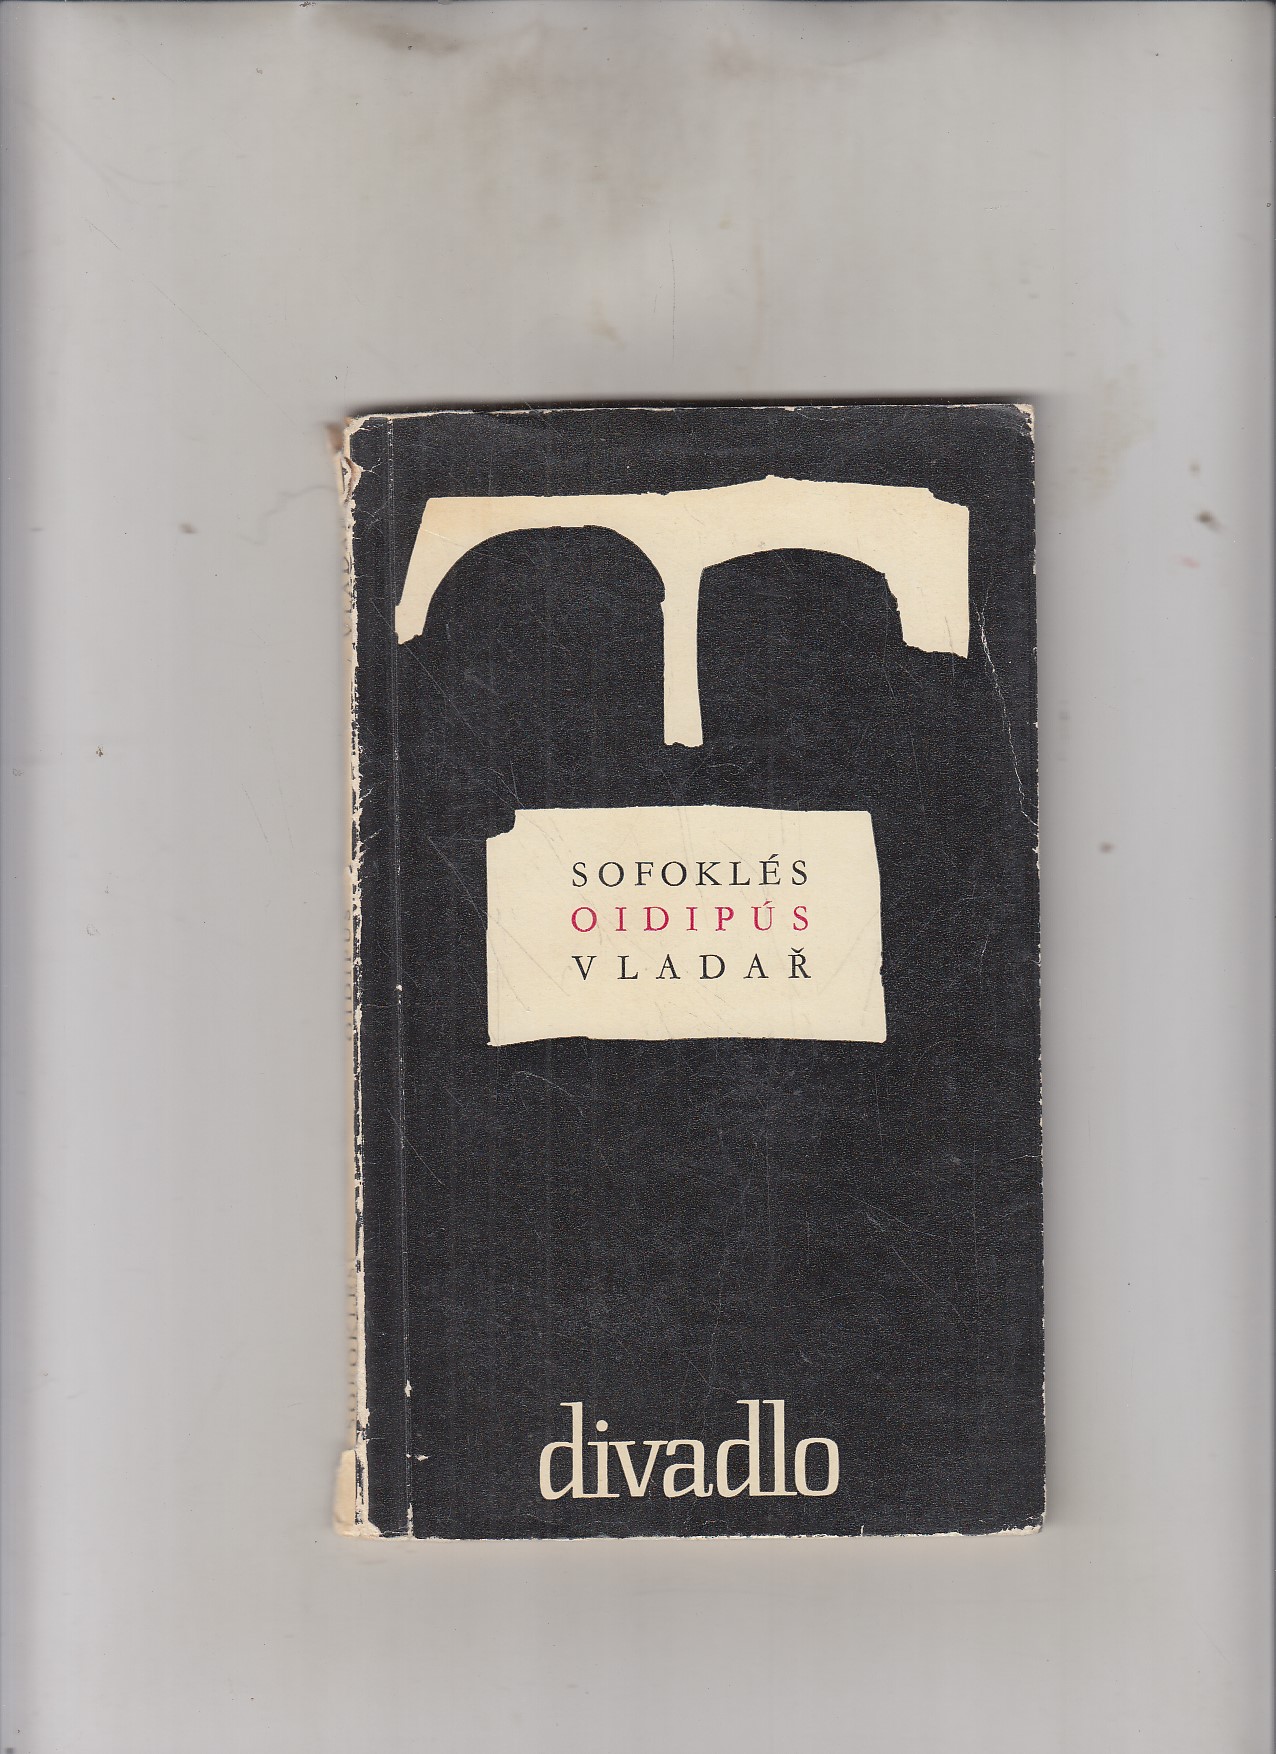 SOFOKLÉS
OIDIPÚS
VLADAŘ
divadlo